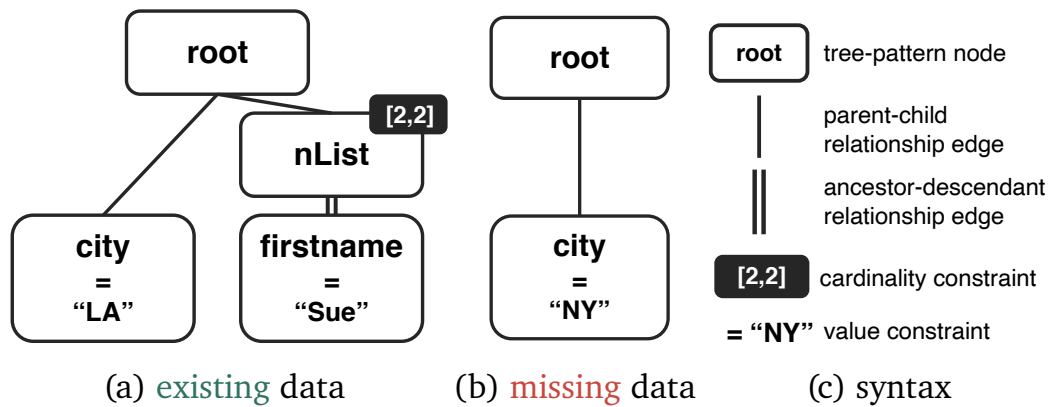 root
[2,2]
nList
city
=
“LA”
firstname
=
“Sue”
(a) existing data
root
city
=
“NY”
(b) missing data
root tree-pattern node
parent-child
relationship edge
ancestor-descendant
relationship edge
[2,2] cardinality constraint
= “NY” value constraint
(c) syntax